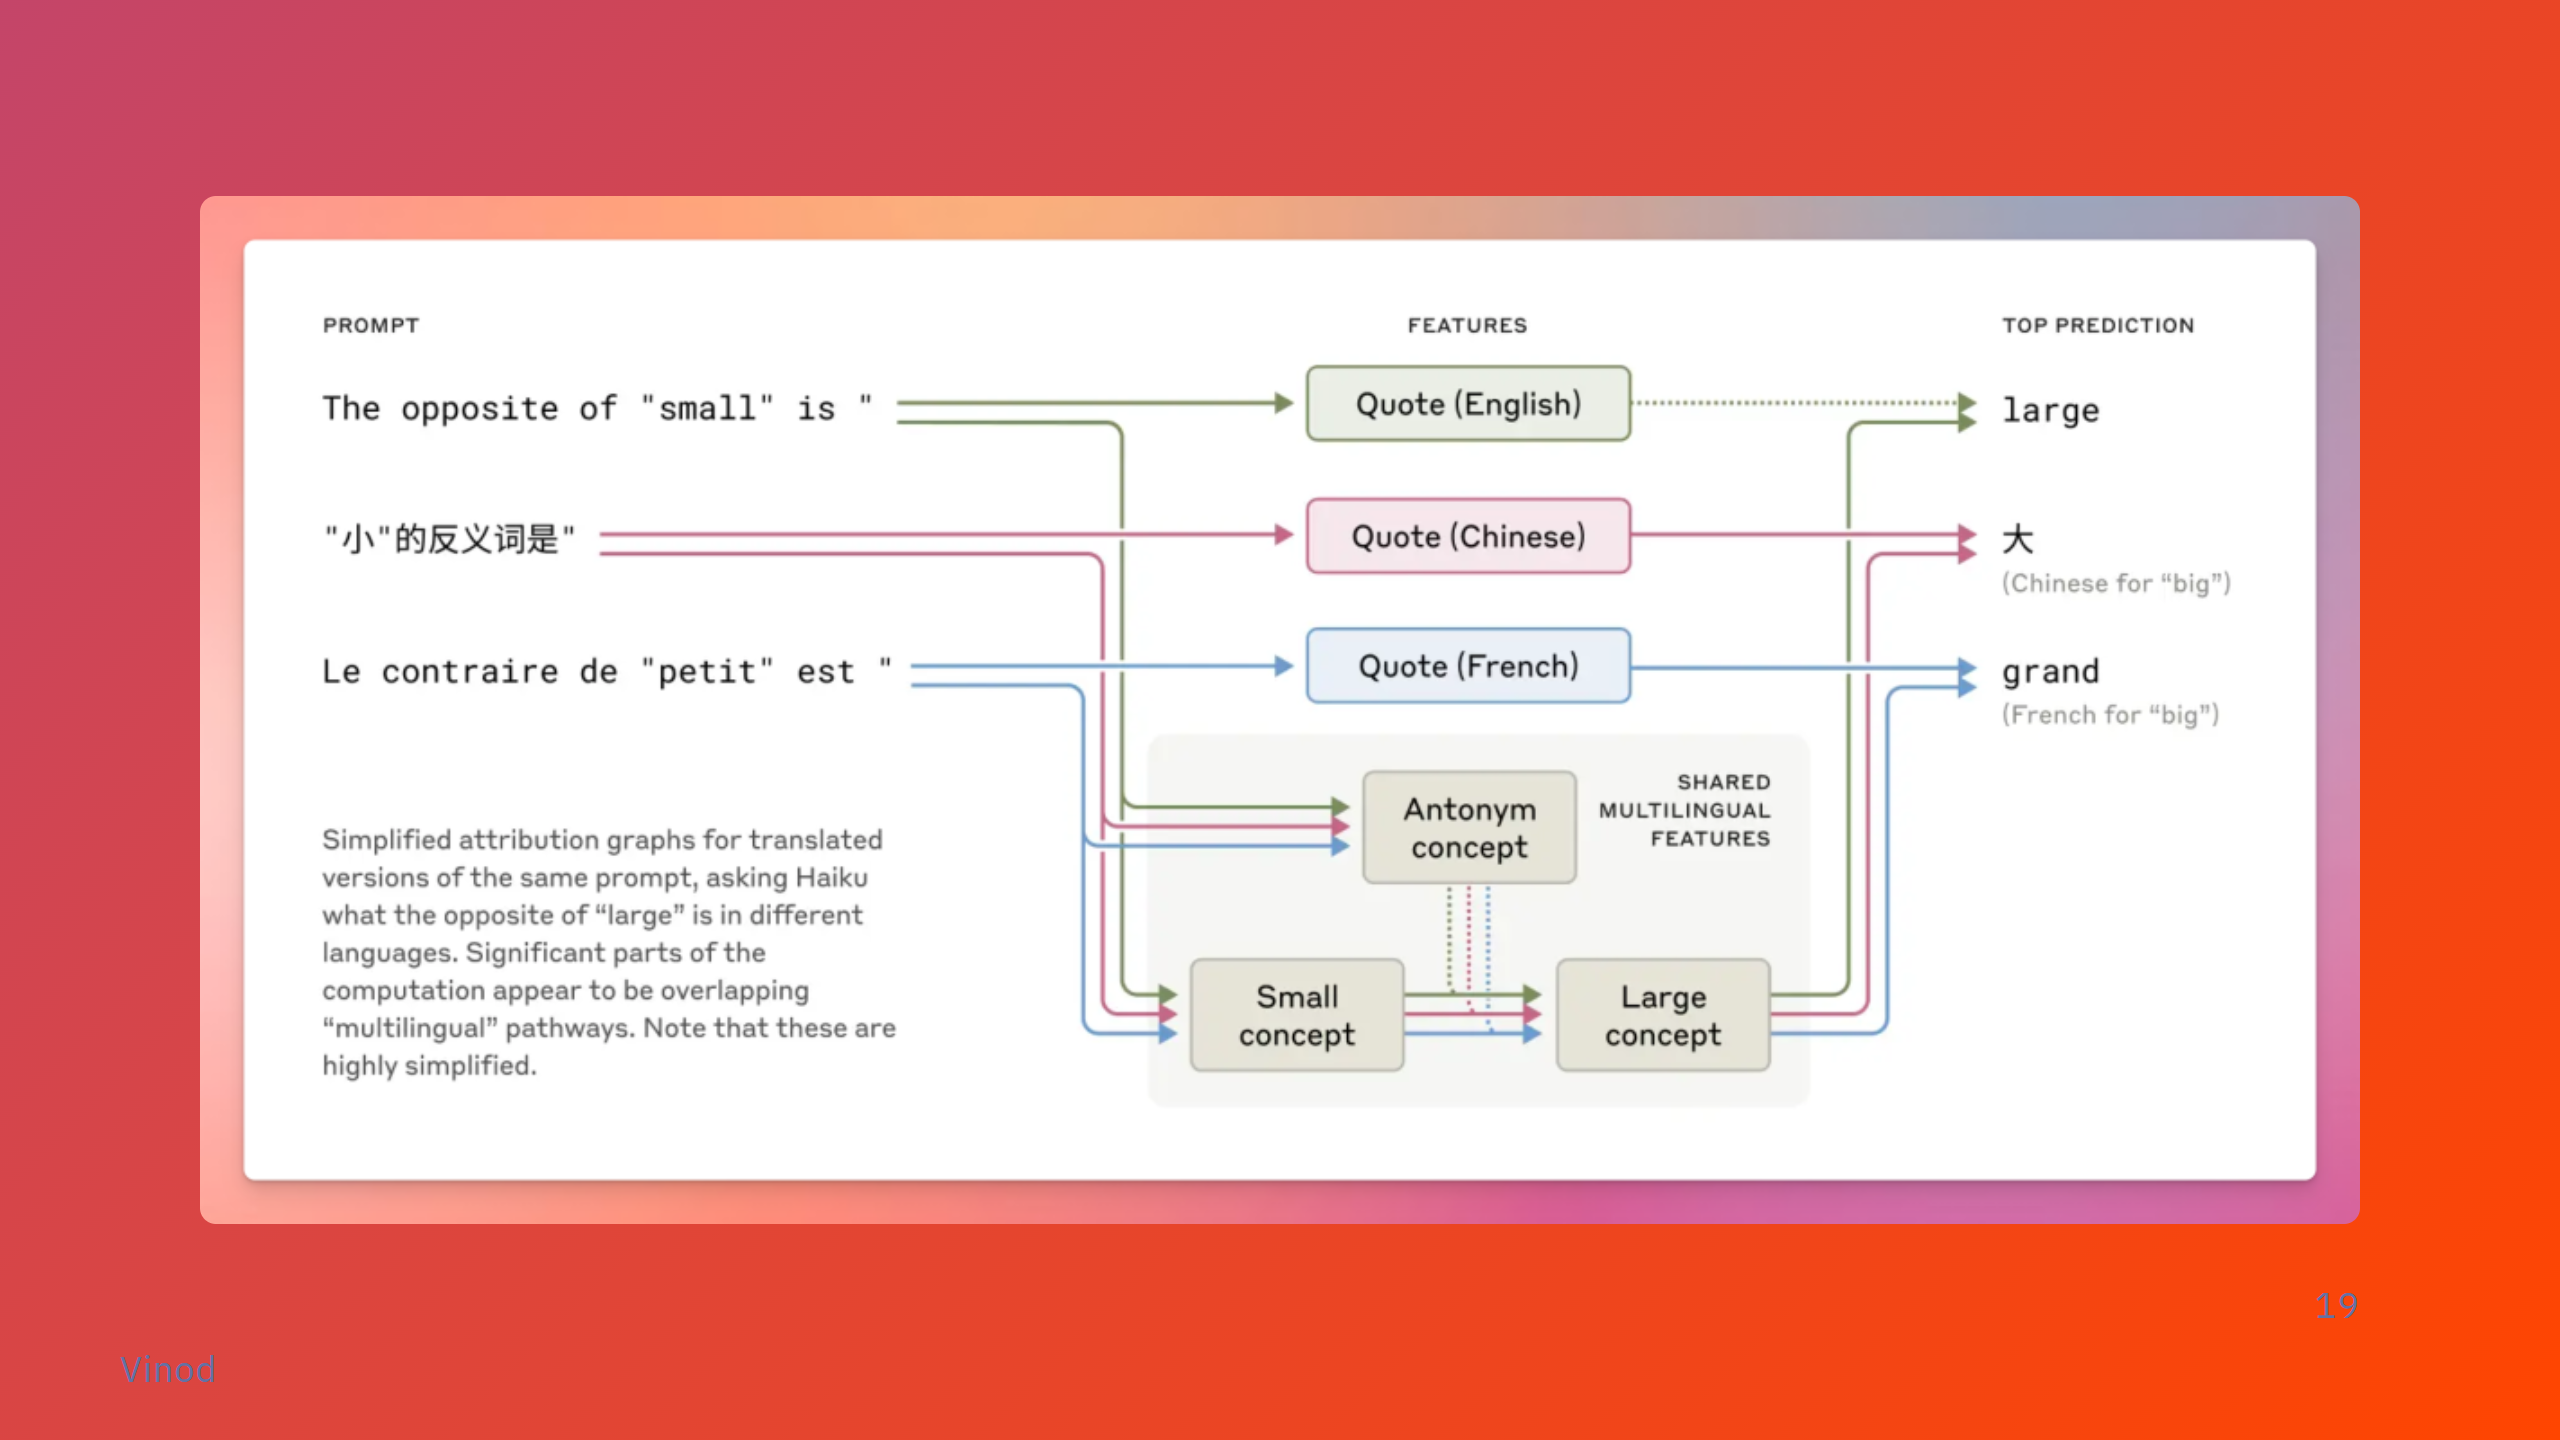 PROMPT
FEATURES
TOP PREDICTION
The opposite of "small" is "
Quote (English)
large
"小"的反义词是"
Quote (Chinese)
大
(Chinese for “big”)
Le contraire de "petit" est "
Quote (French)
grand
(French for “big”)
Antonym
concept
SHARED
MULTILINGUAL
FEATURES
Small
concept
Large
concept
Simplified attribution graphs for translated
versions of the same prompt, asking Haiku
what the opposite of “large” is in different
languages. Significant parts of the
computation appear to be overlapping
“multilingual” pathways. Note that these are
highly simplified.
19
Vinod